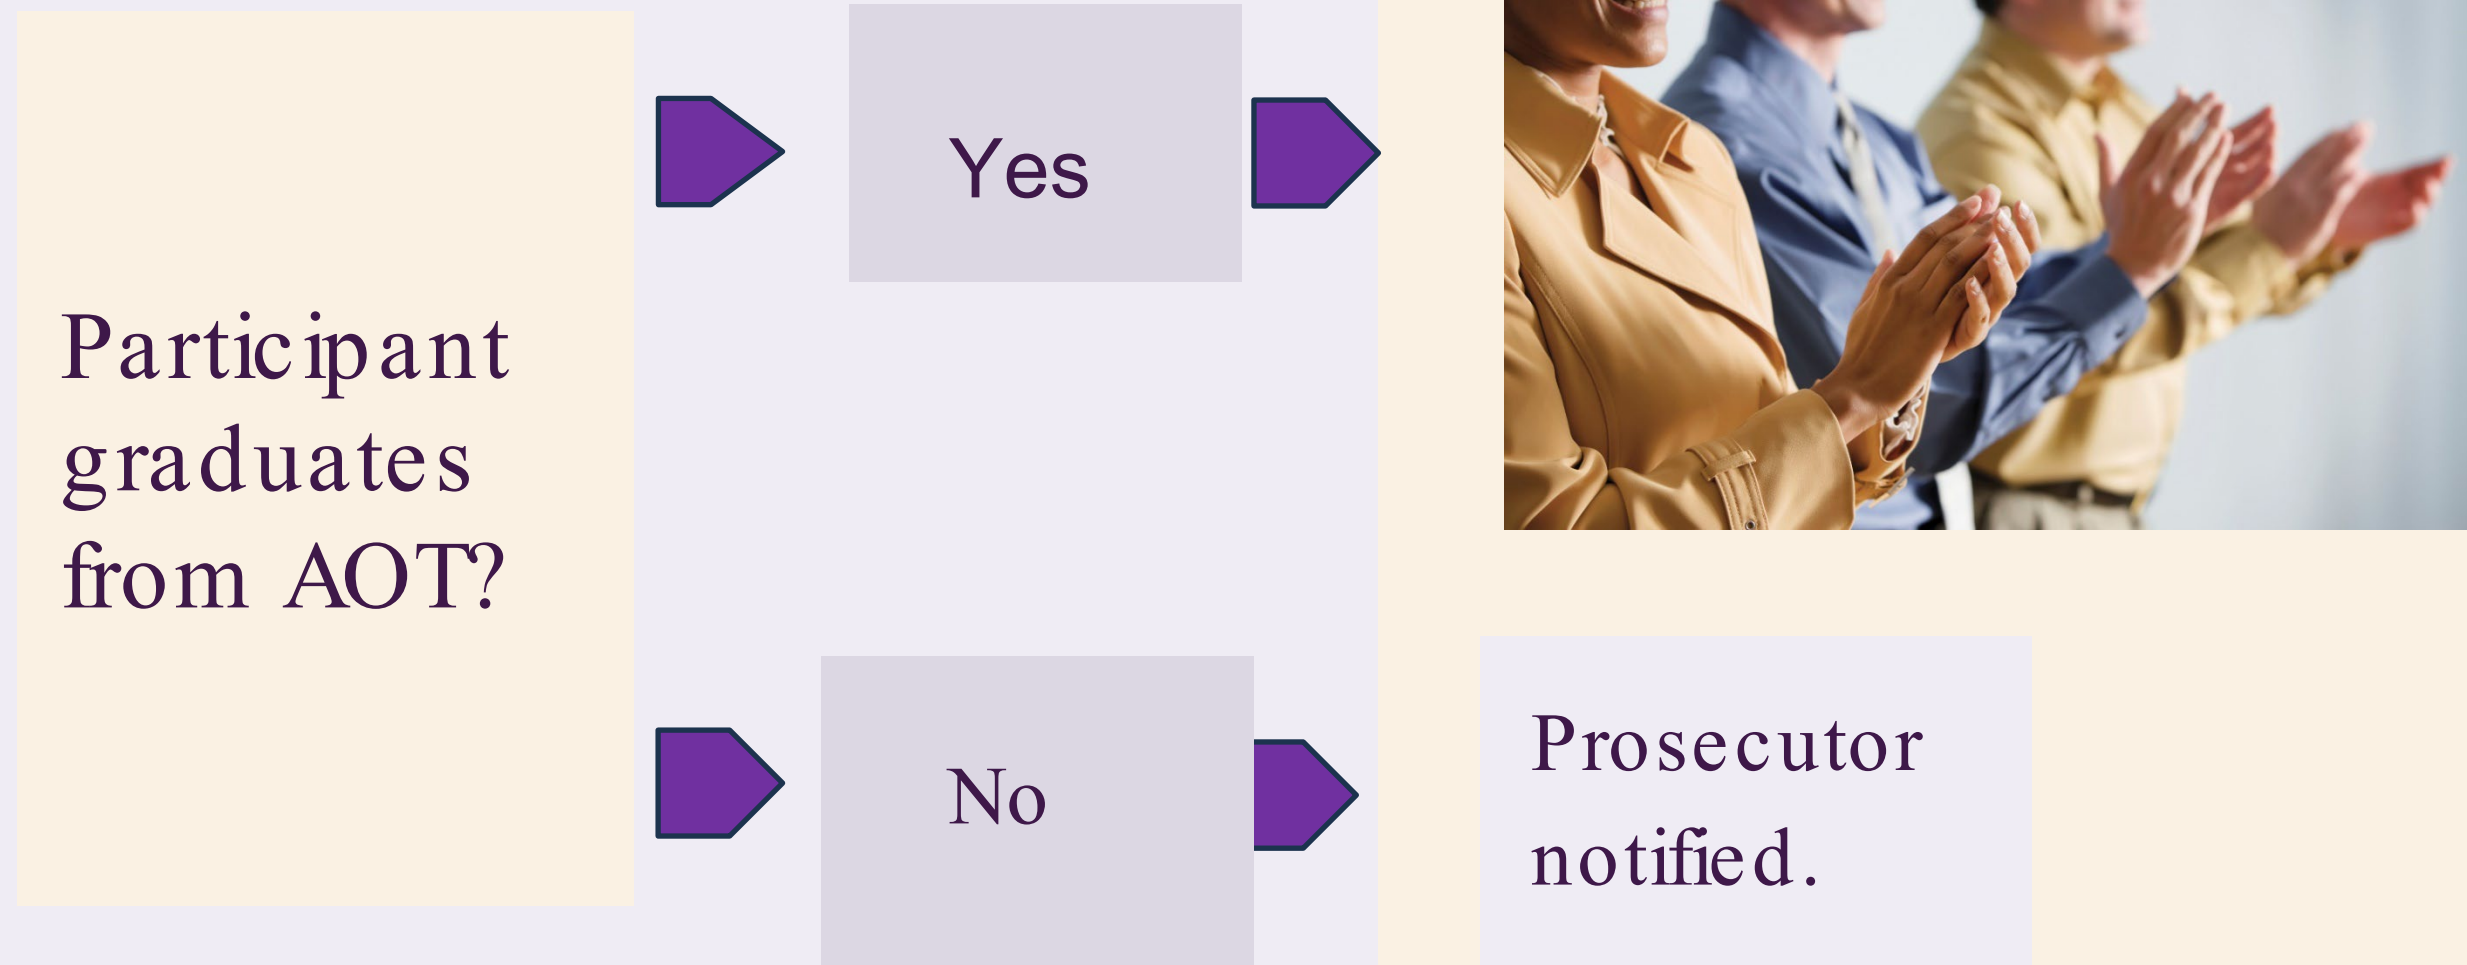 Participant
graduates
from AOT?
Yes
No
Prosecutor
notified.